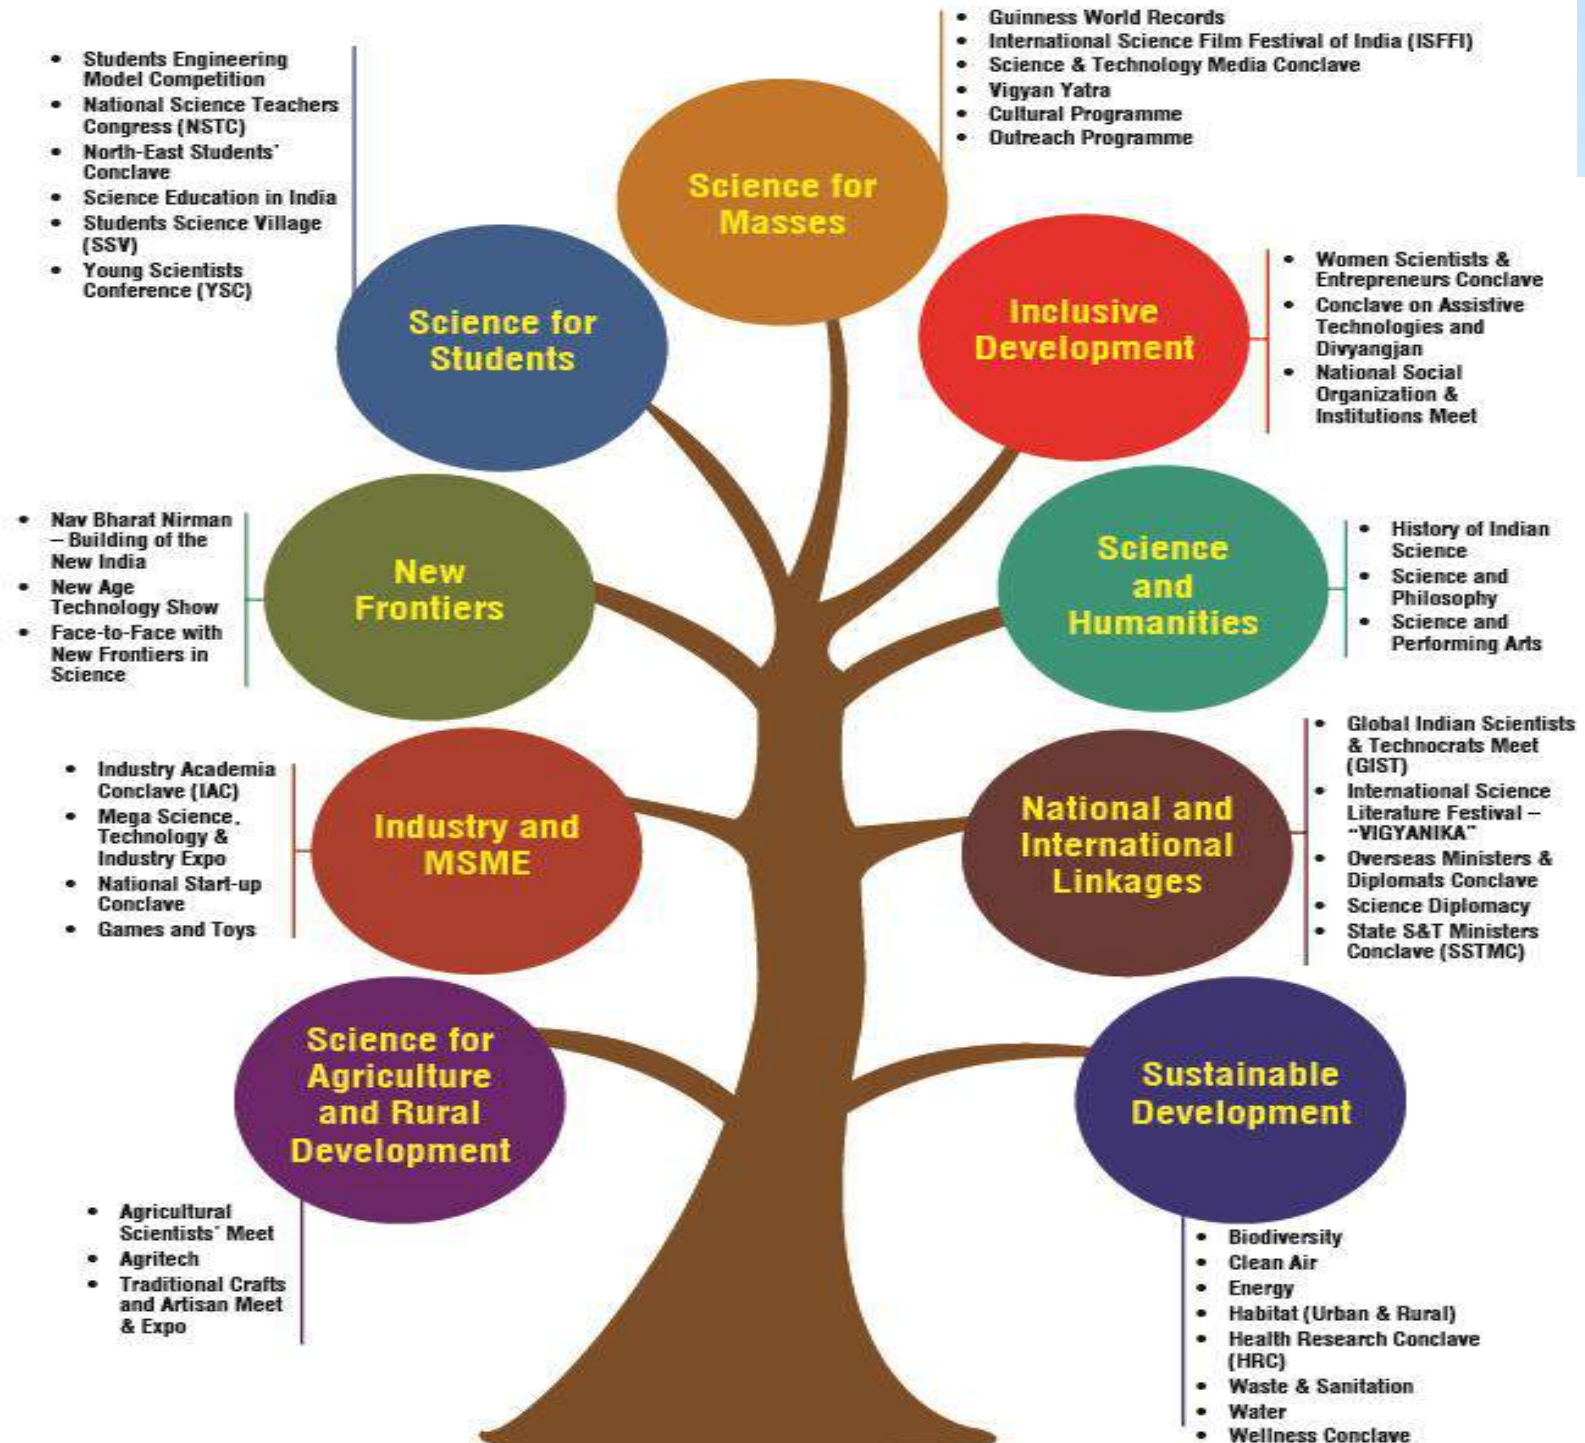 • Guinness World Records
• International Science Film Festival of India (ISFFI)
• Science & Technology Media Conclave
• Vigyan Yatra
• Cultural Programme
• Outreach Programme
Science for
Masses
• Students Engineering
Model Competition
• National Science Teachers
Congress (NSTC)
• North-East Students'
Conclave
• Science Education in India
• Students Science Village
(SSV)
• Young Scientists
Conference (YSC)
Science for
Students
Inclusive
Development
• Women Scientists &
Entrepreneurs Conclave
• Conclave on Assistive
Technologies and
Divyangjan
• National Social
Organization &
Institutions Meet
• Nav Bharat Nirman
– Building of the
New India
• New Age
Technology Show
• Face-to-Face with
New Frontiers in
Science
New
Frontiers
Science
and
Humanities
• History of Indian
Science
• Science and
Philosophy
• Science and
Performing Arts
• Industry Academia
Conclave (IAC)
• Mega Science,
Technology &
Industry Expo
• National Start-up
Conclave
• Games and Toys
Industry and
MSME
National and
International
Linkages
• Global Indian Scientists
& Technocrats Meet
(GIST)
• International Science
Literature Festival –
"VIGYANIKA"
• Overseas Ministers &
Diplomats Conclave
• Science Diplomacy
• State S&T Ministers
Conclave (SSTMC)
Science for
Agriculture
and Rural
Development
• Agricultural
Scientists' Meet
• Agritech
• Traditional Crafts
and Artisan Meet
& Expo
Sustainable
Development
• Biodiversity
• Clean Air
• Energy
• Habitat (Urban & Rural)
• Health Research Conclave
(HRC)
• Waste & Sanitation
• Water
• Wellness Conclave